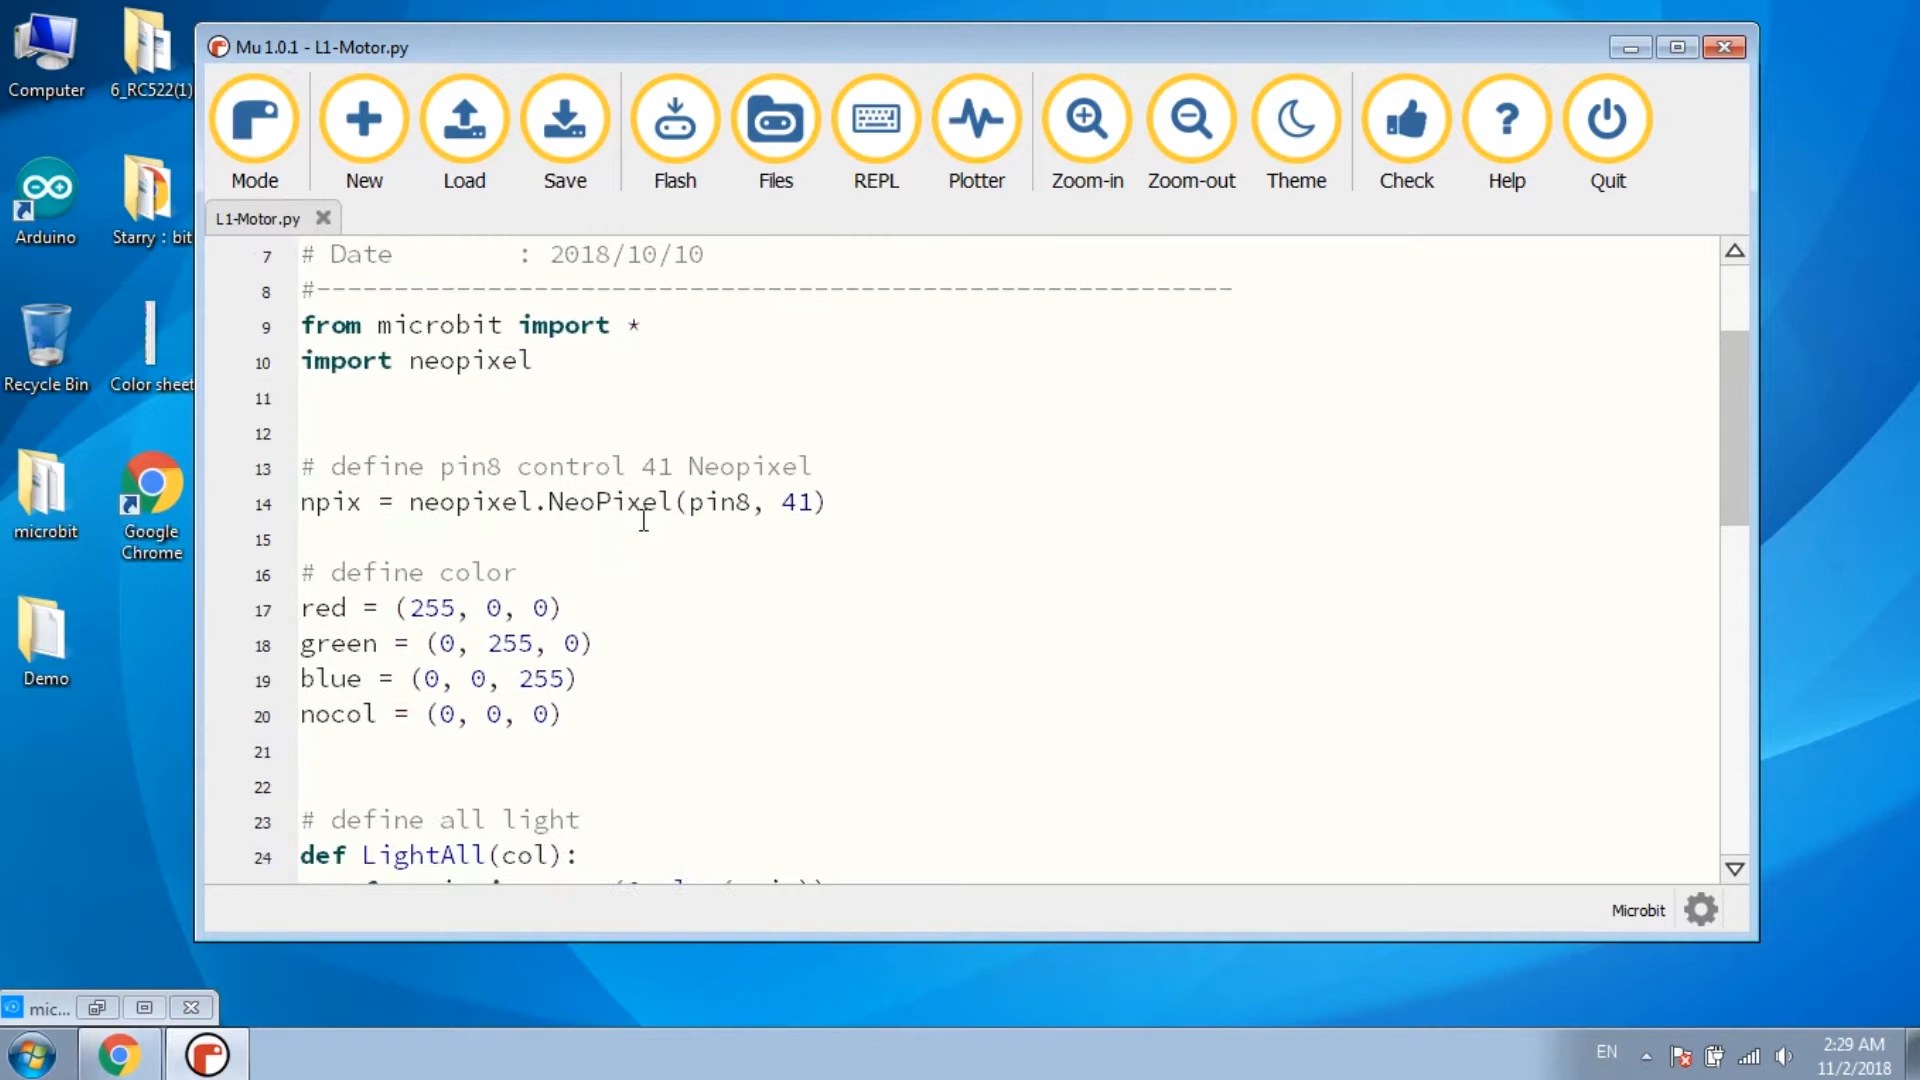 Computer
6_RC522(1)
Arduino
Starry : bit
Recycle Bin
Color sheet
microbit
Google
Chrome
Demo
Mu 1.0.1 - L1-Motor.py
Mode
New
Load
Save
Flash
Files
REPL
Plotter
Zoom-in
Zoom-out
Theme
Check
Help
Quit
L1-Motor.py
7 # Date : 2018/10/10
8 #-----------------------------------------------------------
9 from microbit import *
10 import neopixel
11
12
13 # define pin8 control 41 Neopixel
14 npix = neopixel.NeoPixel(pin8, 41)
15
16 # define color
17 red = (255, 0, 0)
18 green = (0, 255, 0)
19 blue = (0, 0, 255)
20 nocol = (0, 0, 0)
21
22
23 # define all light
24 def LightAll(col):
Microbit
mic...
EN
2:29 AM
11/2/2018